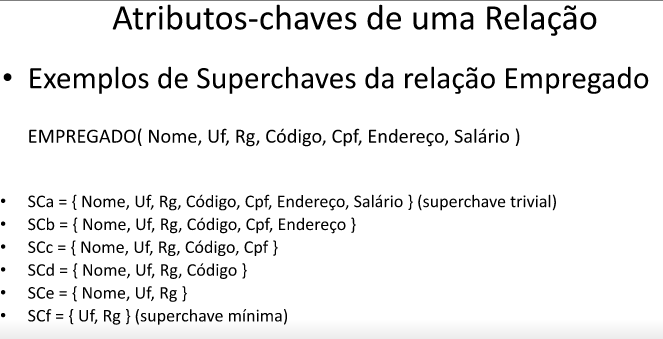 Atributos-chaves de uma Relação
• Exemplos de Superchaves da relação Empregado
EMPREGADO( Nome, Uf, Rg, Código, Cpf, Endereço, Salário )
• SCa = { Nome, Uf, Rg, Código, Cpf, Endereço, Salário } (superchave trivial)
• SCb = { Nome, Uf, Rg, Código, Cpf, Endereço }
• SCc = { Nome, Uf, Rg, Código, Cpf }
• SCd = { Nome, Uf, Rg, Código }
• SCe = { Nome, Uf, Rg }
• SCf = { Uf, Rg } (superchave mínima)